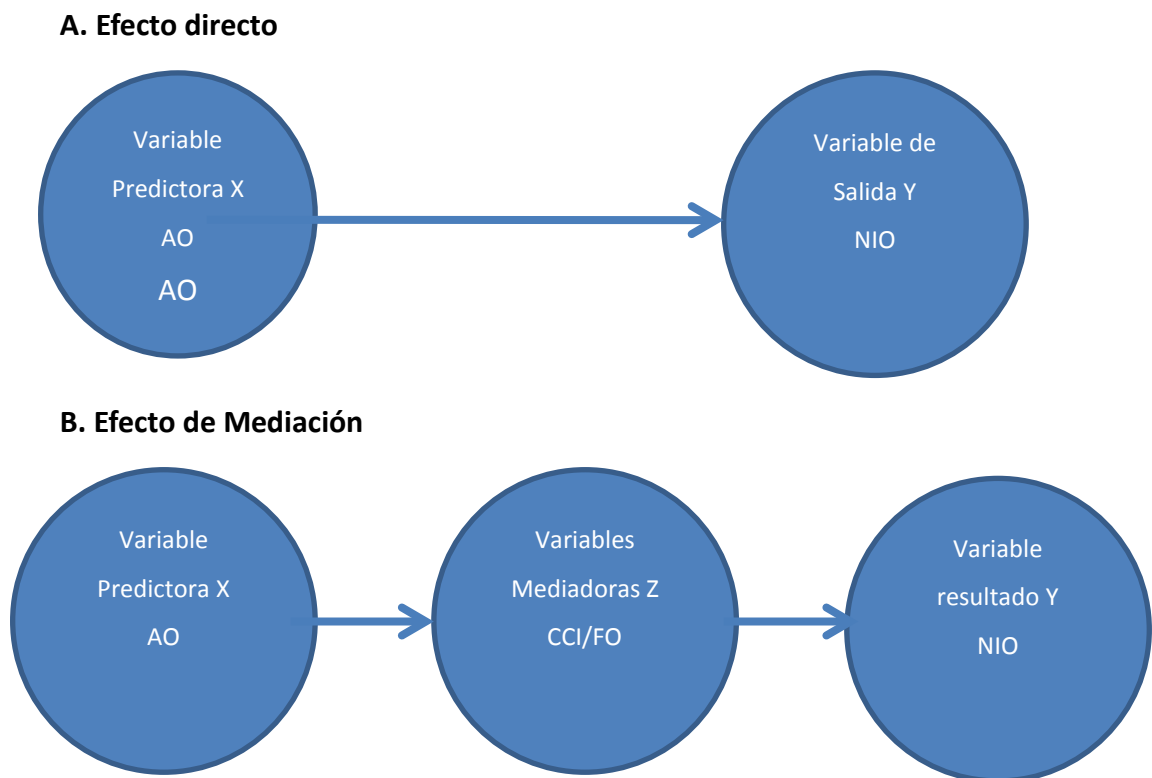 A. Efecto directo
Variable
Predictora X
AO
AO
Variable de
Salida Y
NIO
B. Efecto de Mediación
Variable
Predictora X
AO
Variables
Mediadoras Z
CCI/FO
Variable
resultado Y
NIO